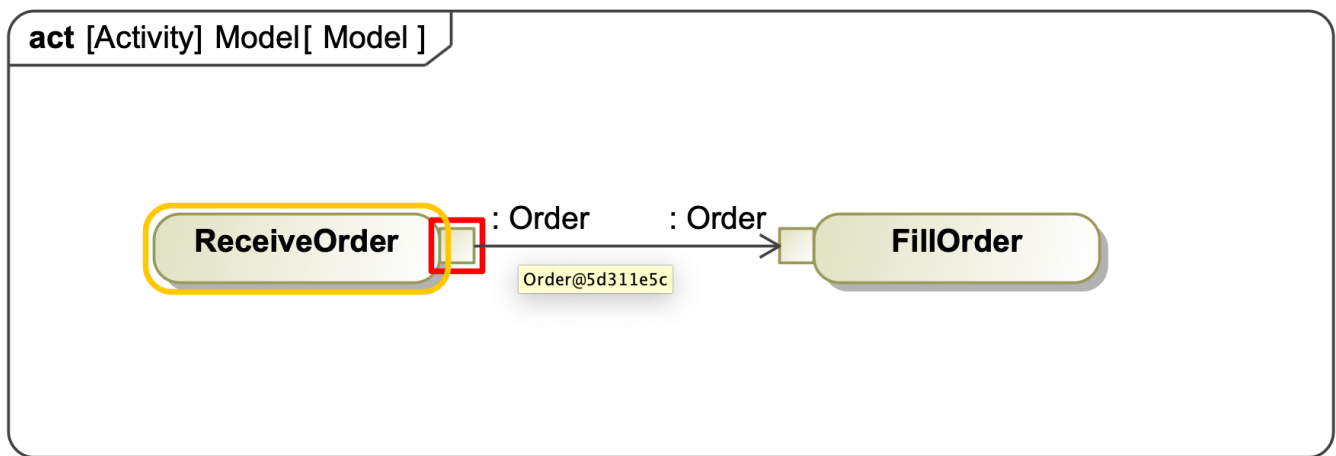 act [Activity] Model[ Model ]
: Order : Order
ReceiveOrder FillOrder
Order@5d311e5c